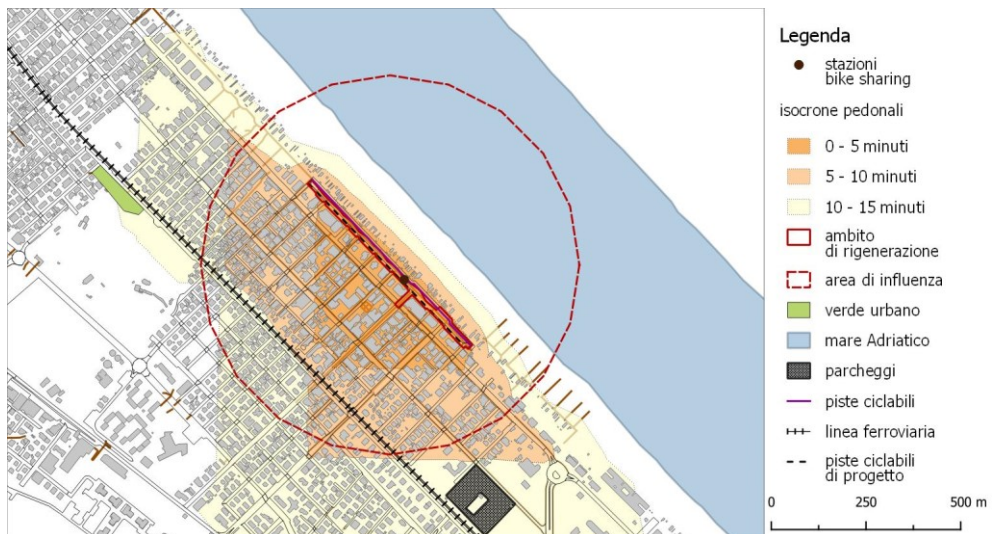 Legenda
stazioni
bike sharing
isocrone pedonali
0 - 5 minuti
5 - 10 minuti
10 - 15 minuti
ambito
di rigenerazione
area di influenza
verde urbano
mare Adriatico
parcheggi
piste ciclabili
linea ferroviaria
piste ciclabili
di progetto
0 250 500 m